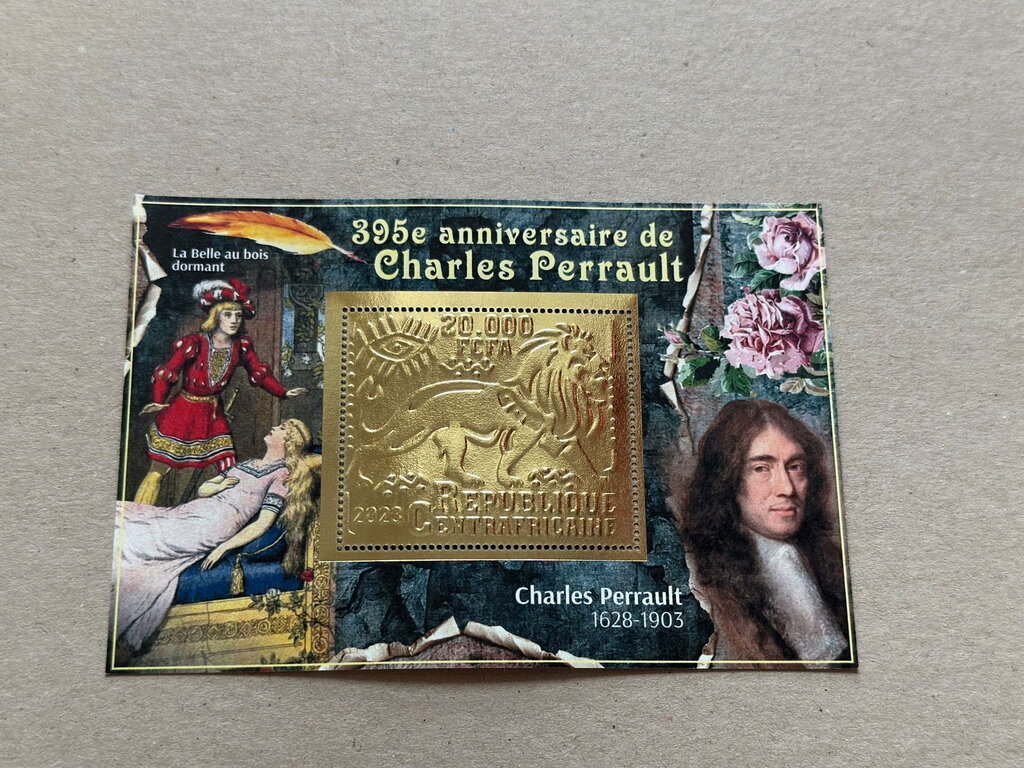 395e anniversaire de
Charles Perrault
La Belle au bois
dormant
20.000
FCFA
2023
REPUBLIQUE
CENTRAFRICAINE
Charles Perrault
1628-1903